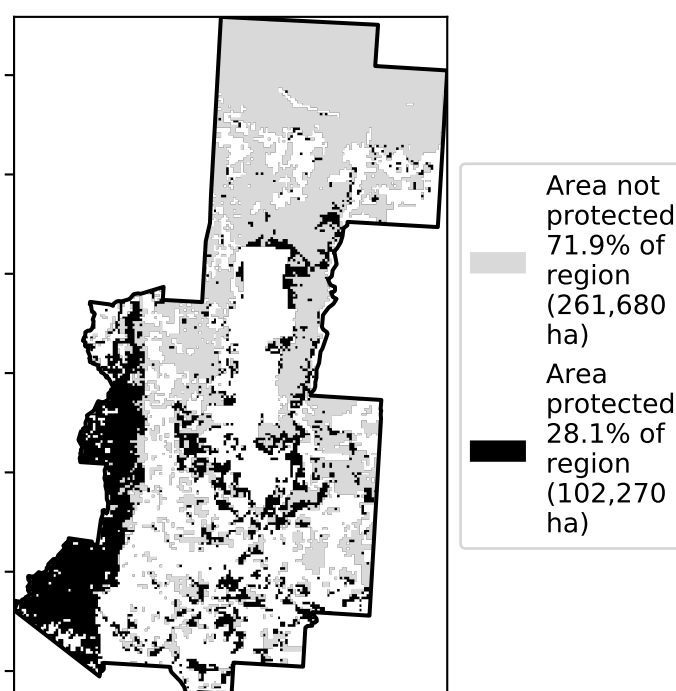 Area not
protected
71.9% of
region
(261,680
ha)
Area
protected
28.1% of
region
(102,270
ha)